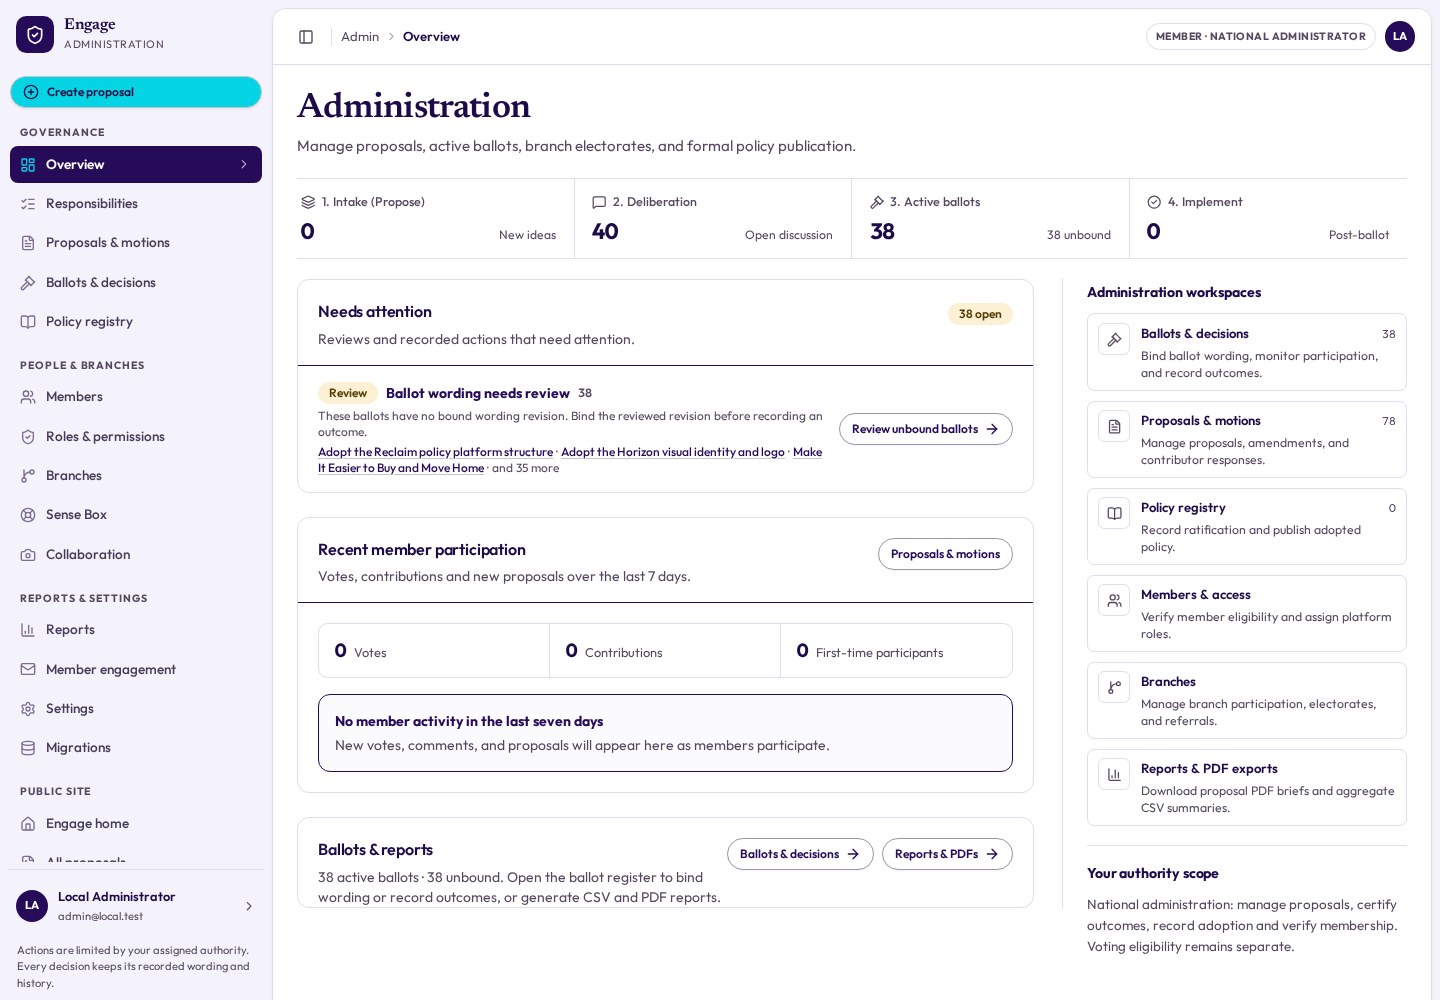 Engage
ADMINISTRATION
Create proposal
GOVERNANCE
Overview
Responsibilities
Proposals & motions
Ballots & decisions
Policy registry
PEOPLE & BRANCHES
Members
Roles & permissions
Branches
Sense Box
Collaboration
REPORTS & SETTINGS
Reports
Member engagement
Settings
Migrations
PUBLIC SITE
Engage home
All proposals
LA
Local Administrator
admin@local.test
Actions are limited by your assigned authority.
Every decision keeps its recorded wording and
history.
Admin
Overview
MEMBER · NATIONAL ADMINISTRATOR
LA
Administration
Manage proposals, active ballots, branch electorates, and formal policy publication.
1. Intake (Propose)
0
New ideas
2. Deliberation
40
Open discussion
3. Active ballots
38
38 unbound
4. Implement
0
Post-ballot
Needs attention
38 open
Reviews and recorded actions that need attention.
Review Ballot wording needs review 38
These ballots have no bound wording revision. Bind the reviewed revision before recording an
outcome.
Adopt the Reclaim policy platform structure · Adopt the Horizon visual identity and logo · Make
It Easier to Buy and Move Home · and 35 more
Review unbound ballots
Recent member participation
Votes, contributions and new proposals over the last 7 days.
Proposals & motions
0 Votes
0 Contributions
0 First-time participants
No member activity in the last seven days
New votes, comments, and proposals will appear here as members participate.
Ballots & reports
38 active ballots · 38 unbound. Open the ballot register to bind
wording or record outcomes, or generate CSV and PDF reports.
Ballots & decisions
Reports & PDFs
Administration workspaces
Ballots & decisions 38
Bind ballot wording, monitor participation,
and record outcomes.
Proposals & motions 78
Manage proposals, amendments, and
contributor responses.
Policy registry 0
Record ratification and publish adopted
policy.
Members & access
Verify member eligibility and assign platform
roles.
Branches
Manage branch participation, electorates,
and referrals.
Reports & PDF exports
Download proposal PDF briefs and aggregate
CSV summaries.
Your authority scope
National administration: manage proposals, certify
outcomes, record adoption and verify membership.
Voting eligibility remains separate.